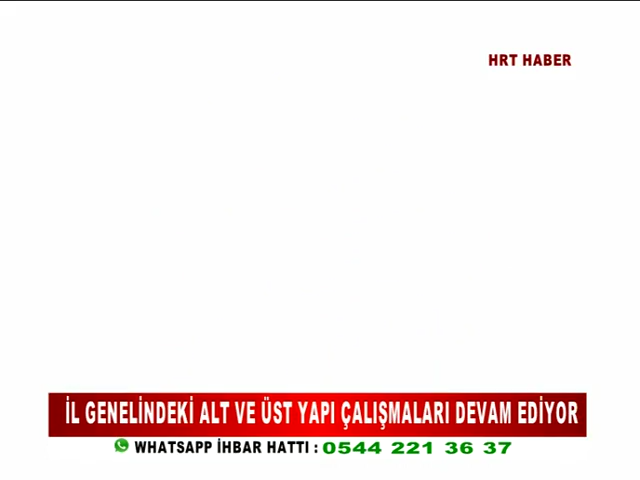 HRT HABER
İL GENELİNDEKİ ALT VE ÜST YAPI ÇALIŞMALARI DEVAM EDİYOR
WHATSAPP İHBAR HATTI : 0544 221 36 37